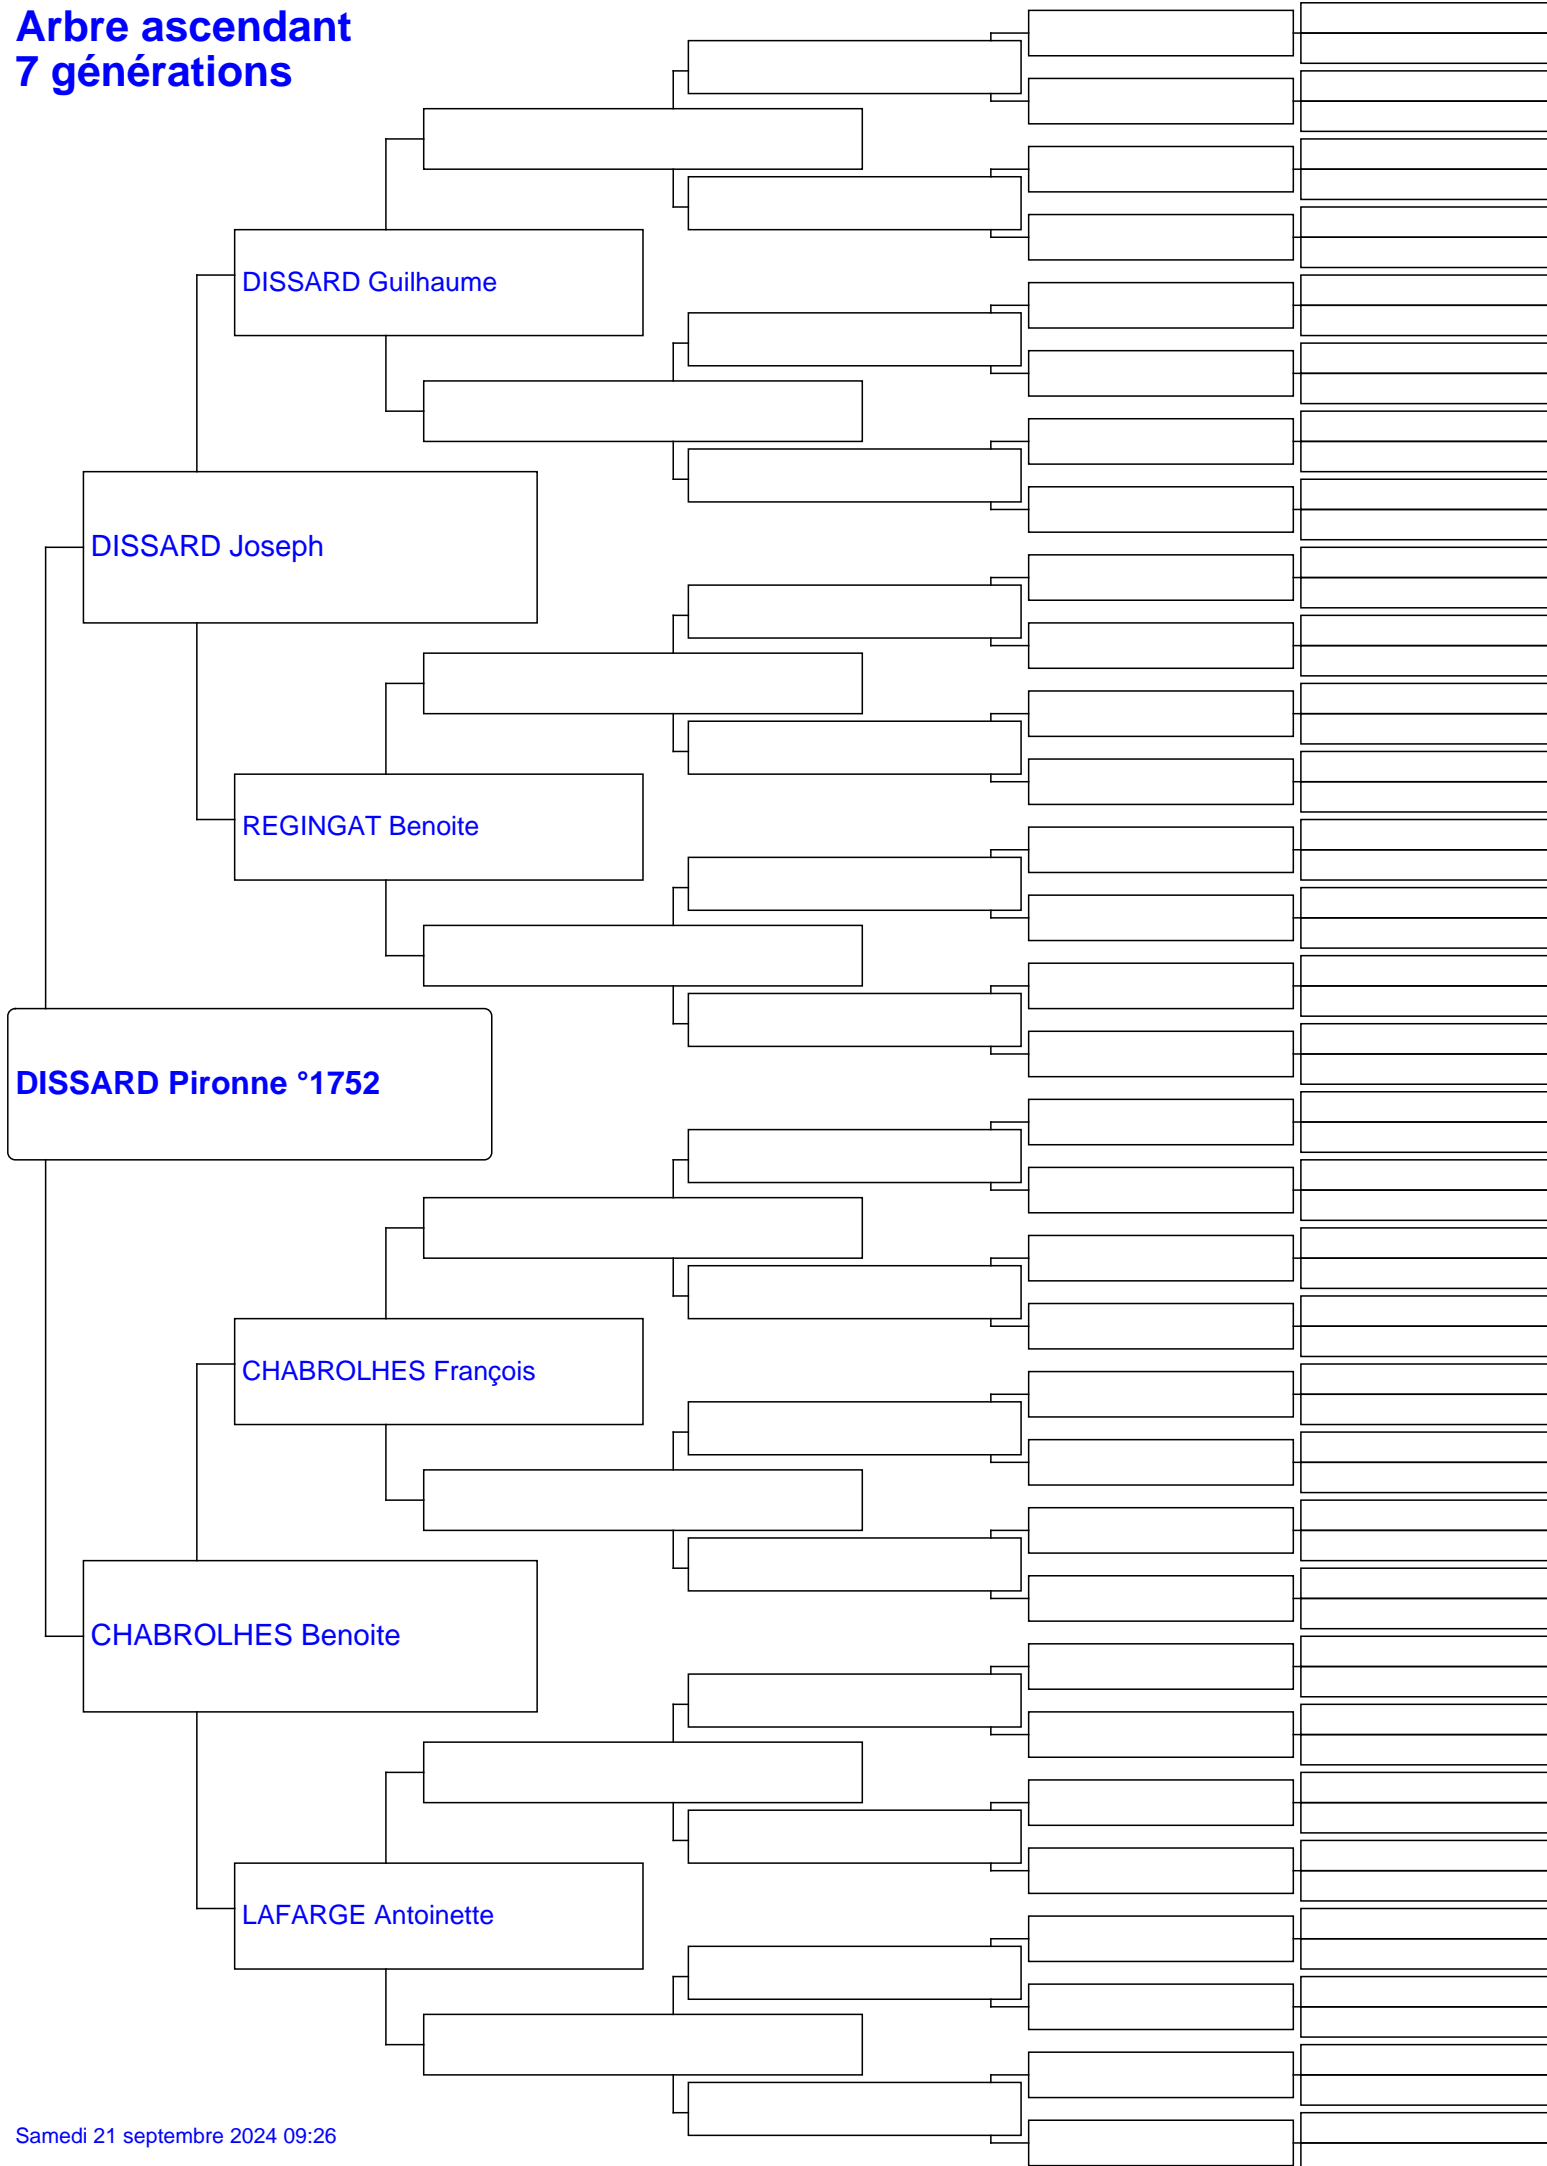 Arbre ascendant
7 générations
DISSARD Guilhaume
DISSARD Joseph
REGINGAT Benoite
DISSARD Pironne °1752
CHABROLHES François
CHABROLHES Benoite
LAFARGE Antoinette
Samedi 21 septembre 2024 09:26